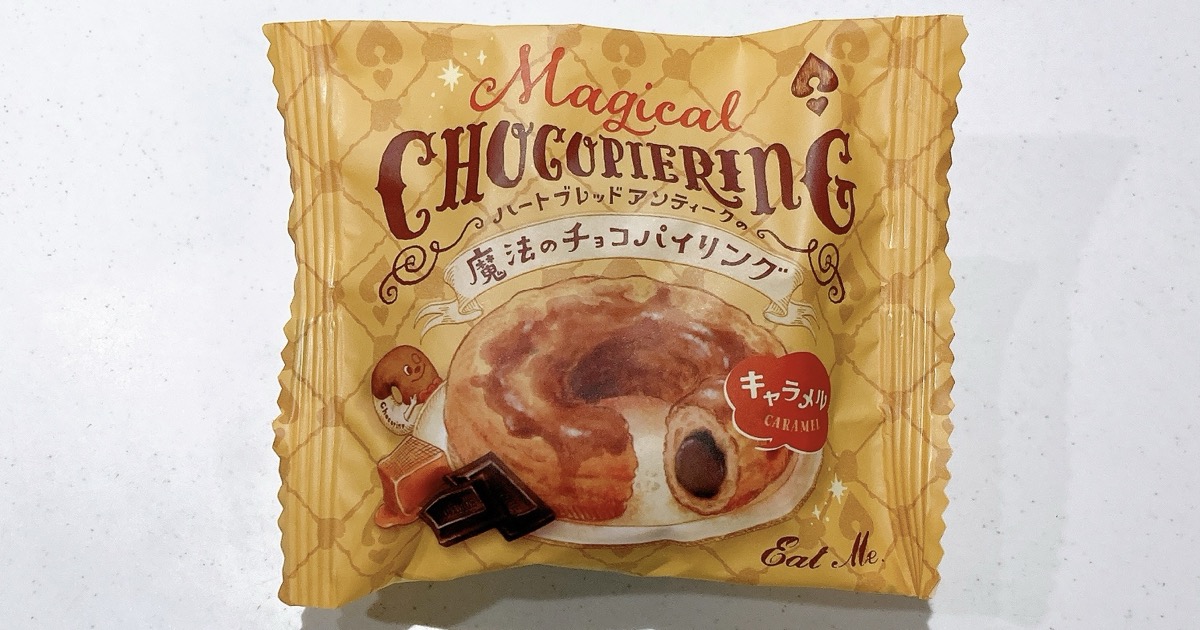 Magical
CHOCOPIERING
ハートブレッドアンティークの
魔法のチョコパイリング
キャラメル
CARAMEL
Eat Me.